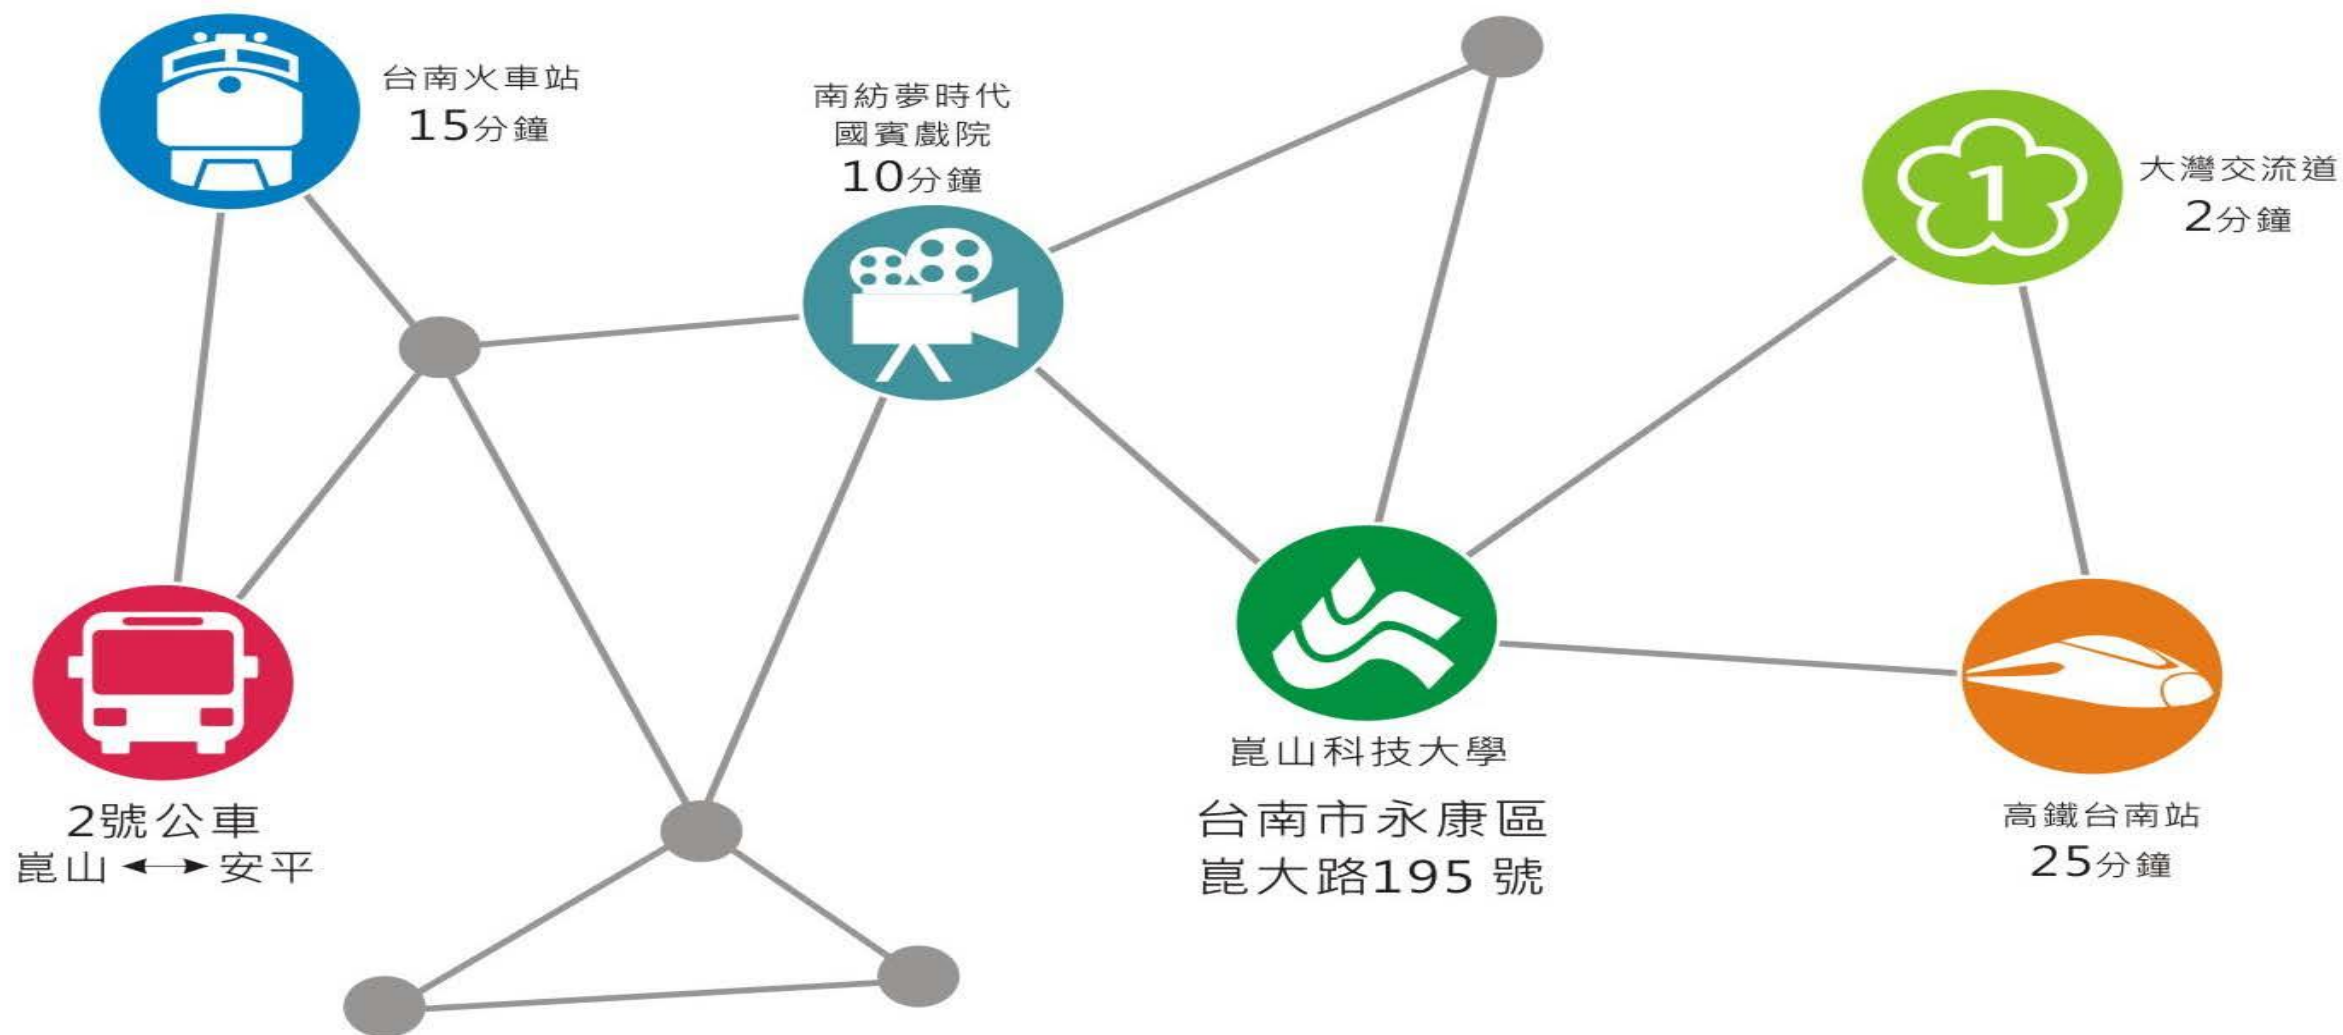 台南火車站
15分鐘
南紡夢時代
國賓戲院
10分鐘
1
大灣交流道
2分鐘
2號公車
崑山 ←→ 安平
崑山科技大學
台南市永康區
崑大路195 號
高鐵台南站
25分鐘